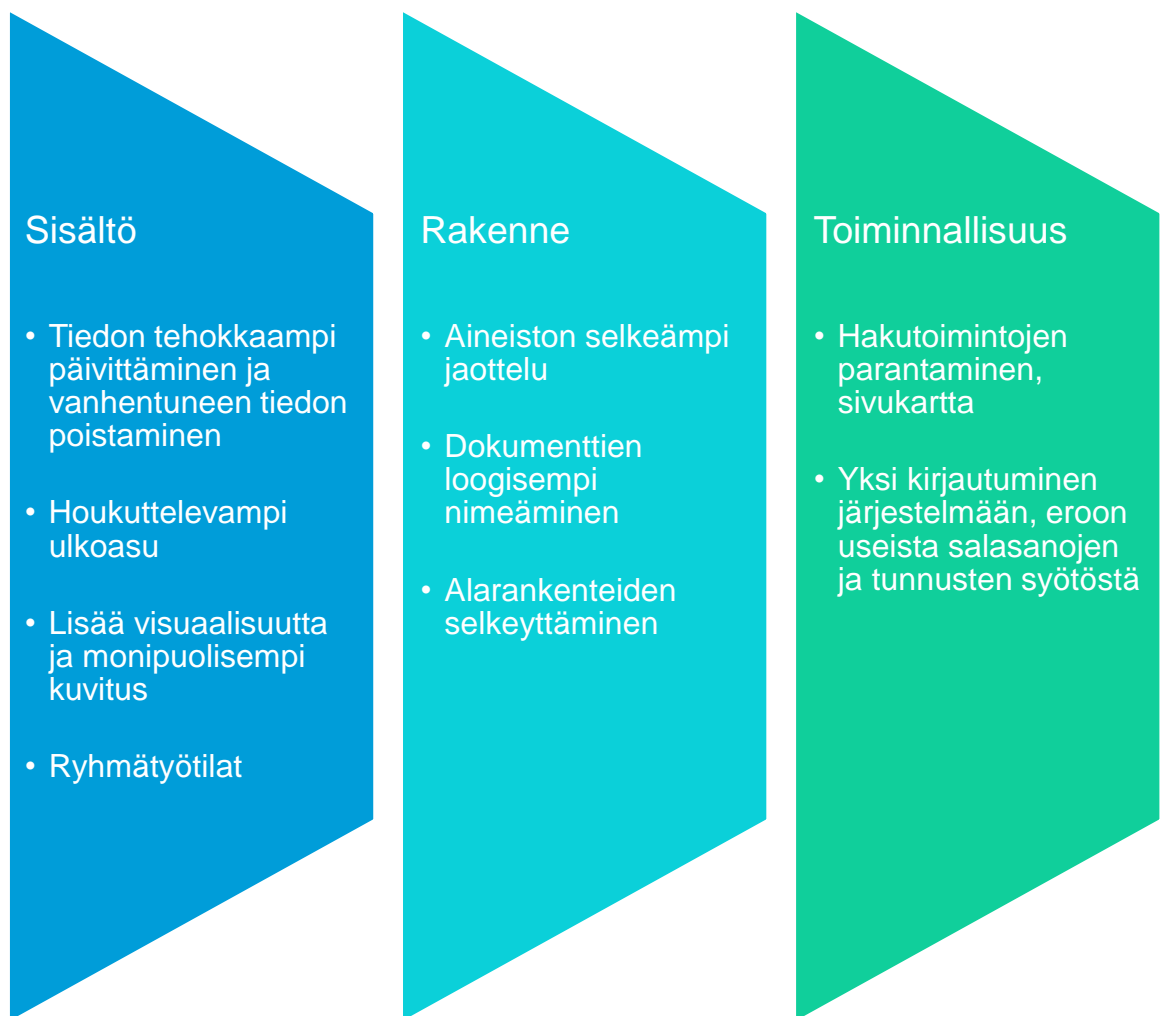 Sisältö
• Tiedon tehokkaampi
päivittäminen ja
vanhentuneen tiedon
poistaminen
• Houkuttelevampi
ulkoasu
• Lisää visuaalisuutta
ja monipuolisempi
kuvitus
• Ryhmätyötilat
Rakenne
• Aineiston selkeämpi
jaottelu
• Dokumenttien
loogisempi
nimeäminen
• Alarankenteiden
selkeyttäminen
Toiminnallisuus
• Hakutoimintojen
parantaminen,
sivukartta
• Yksi kirjautuminen
järjestelmään, eroon
useista salasanojen
ja tunnusten syötöstä